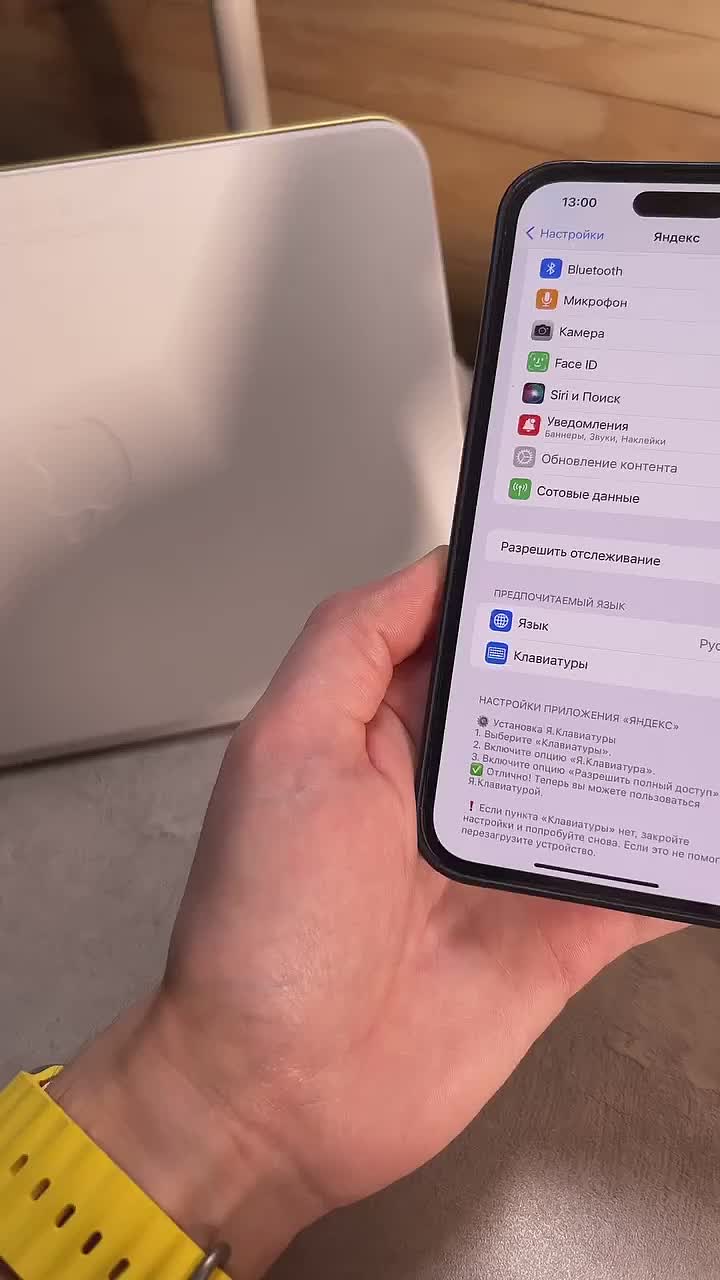 13:00
Настройки
Яндекс
Bluetooth
Микрофон
Камера
Face ID
Siri и Поиск
Уведомления
Баннеры, Звуки, Наклейки
Обновление контента
Сотовые данные
Разрешить отслеживание
ПРЕДПОЧИТАЕМЫЙ ЯЗЫК
Язык
Рус
Клавиатуры
НАСТРОЙКИ ПРИЛОЖЕНИЯ «ЯНДЕКС»
Установка Я.Клавиатуры
1. Выберите «Клавиатуры».
2. Включите опцию «Я.Клавиатура».
3. Включите опцию «Разрешить полный доступ»
✅ Отлично! Теперь вы можете пользоваться
Я.Клавиатурой.
❗ Если пункта «Клавиатуры» нет, закройте
настройки и попробуйте снова. Если это не помог
перезагрузите устройство.